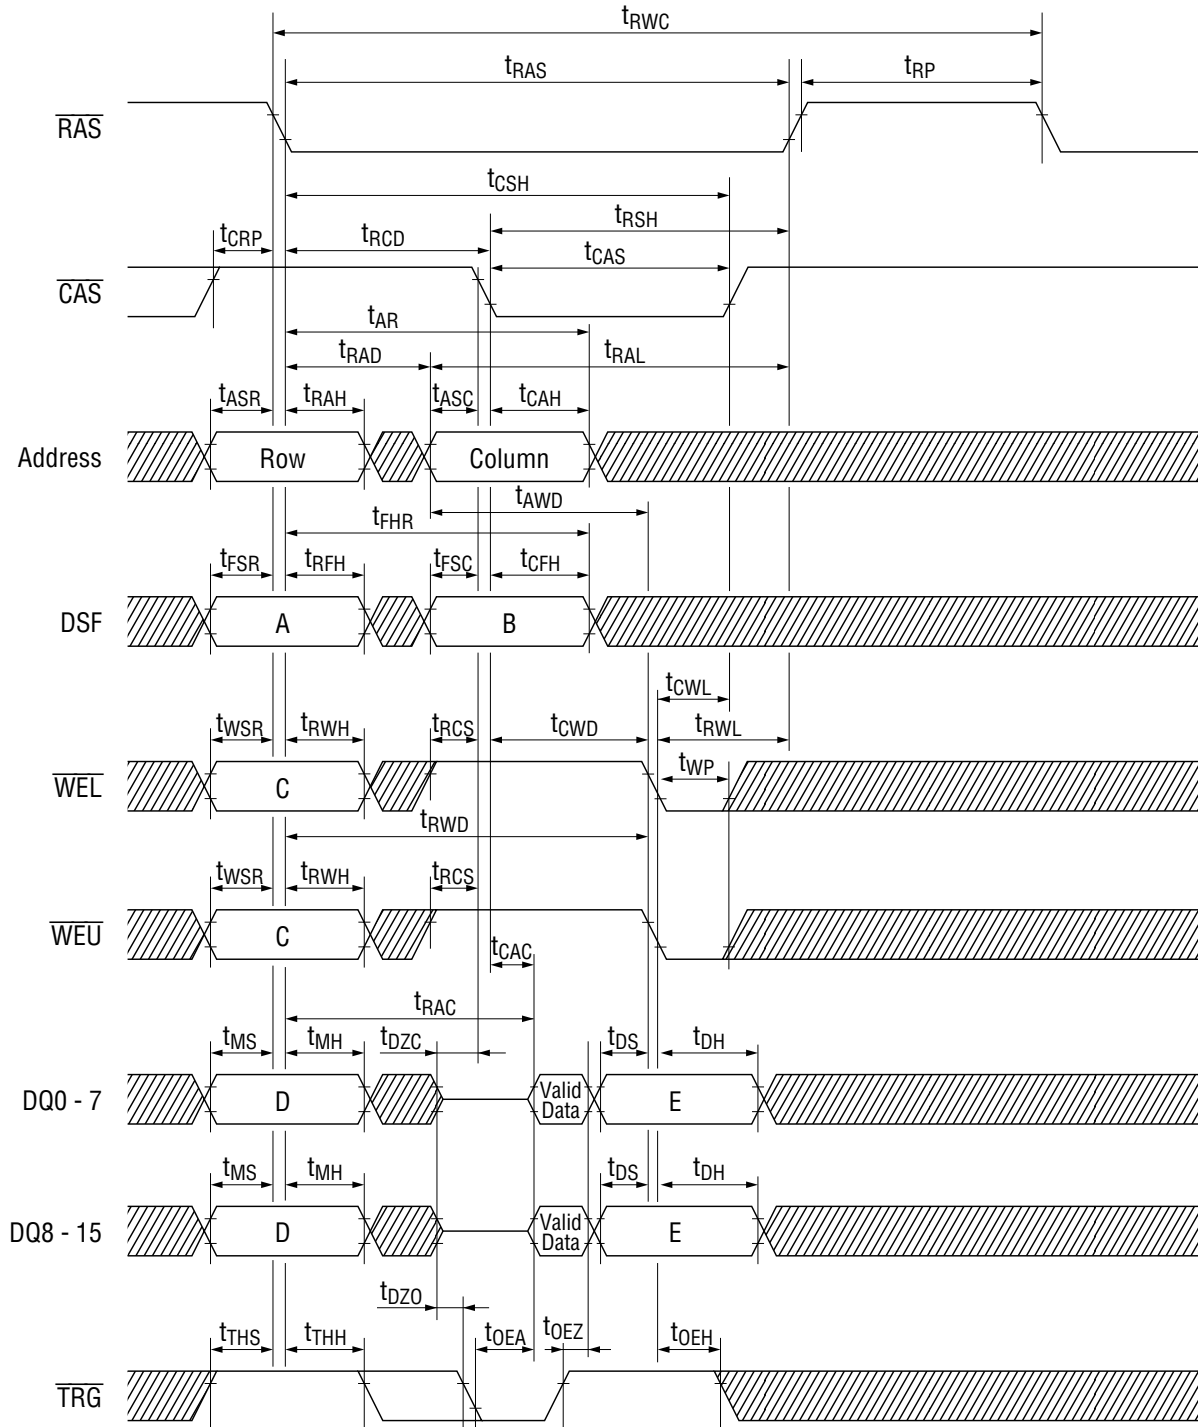 tRWC
tRAS tRP
RAS
tCSH
tRSH
tCRP tRCD tCAS
CAS
tAR
tRAD tRAL
tASR tRAH tASC tCAH
Address Row Column
tAWD
tFHR
tFSR tRFH tFSC tCFH
DSF A B
tCWL
tWSR tRWH tRCS tCWD tRWL
tWP
WEL C
tRWD
tWSR tRWH tRCS
WEU C
tCAC
tRAC
tMS tMH tDZC tDS tDH
DQ0 - 7 D Valid Data E
tMS tMH tDS tDH
DQ8 - 15 D Valid Data E
tDZO
tTHS tTHH tOEA tOEZ tOEH
TRG